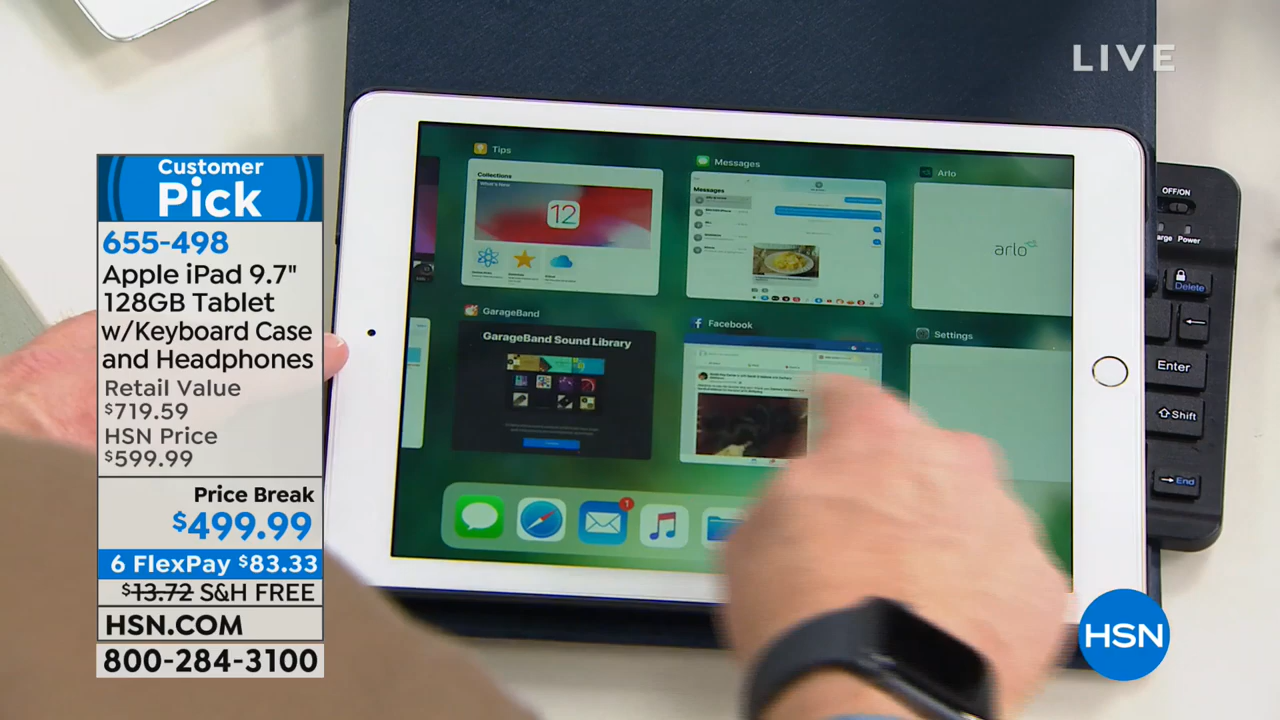 LIVE
Customer
Pick
655-498
Apple iPad 9.7"
128GB Tablet
w/Keyboard Case
and Headphones
Retail Value
$719.59
HSN Price
$599.99
Price Break
$499.99
6 FlexPay $83.33
$13.72 S&H FREE
HSN.COM
800-284-3100
Tips
Collections
What's New
12
Messages
Messages
Arlo
arlo
GarageBand
GarageBand Sound Library
Facebook
Settings
1
OFF/ON
Power
Delete
Enter
Shift
End
HSN